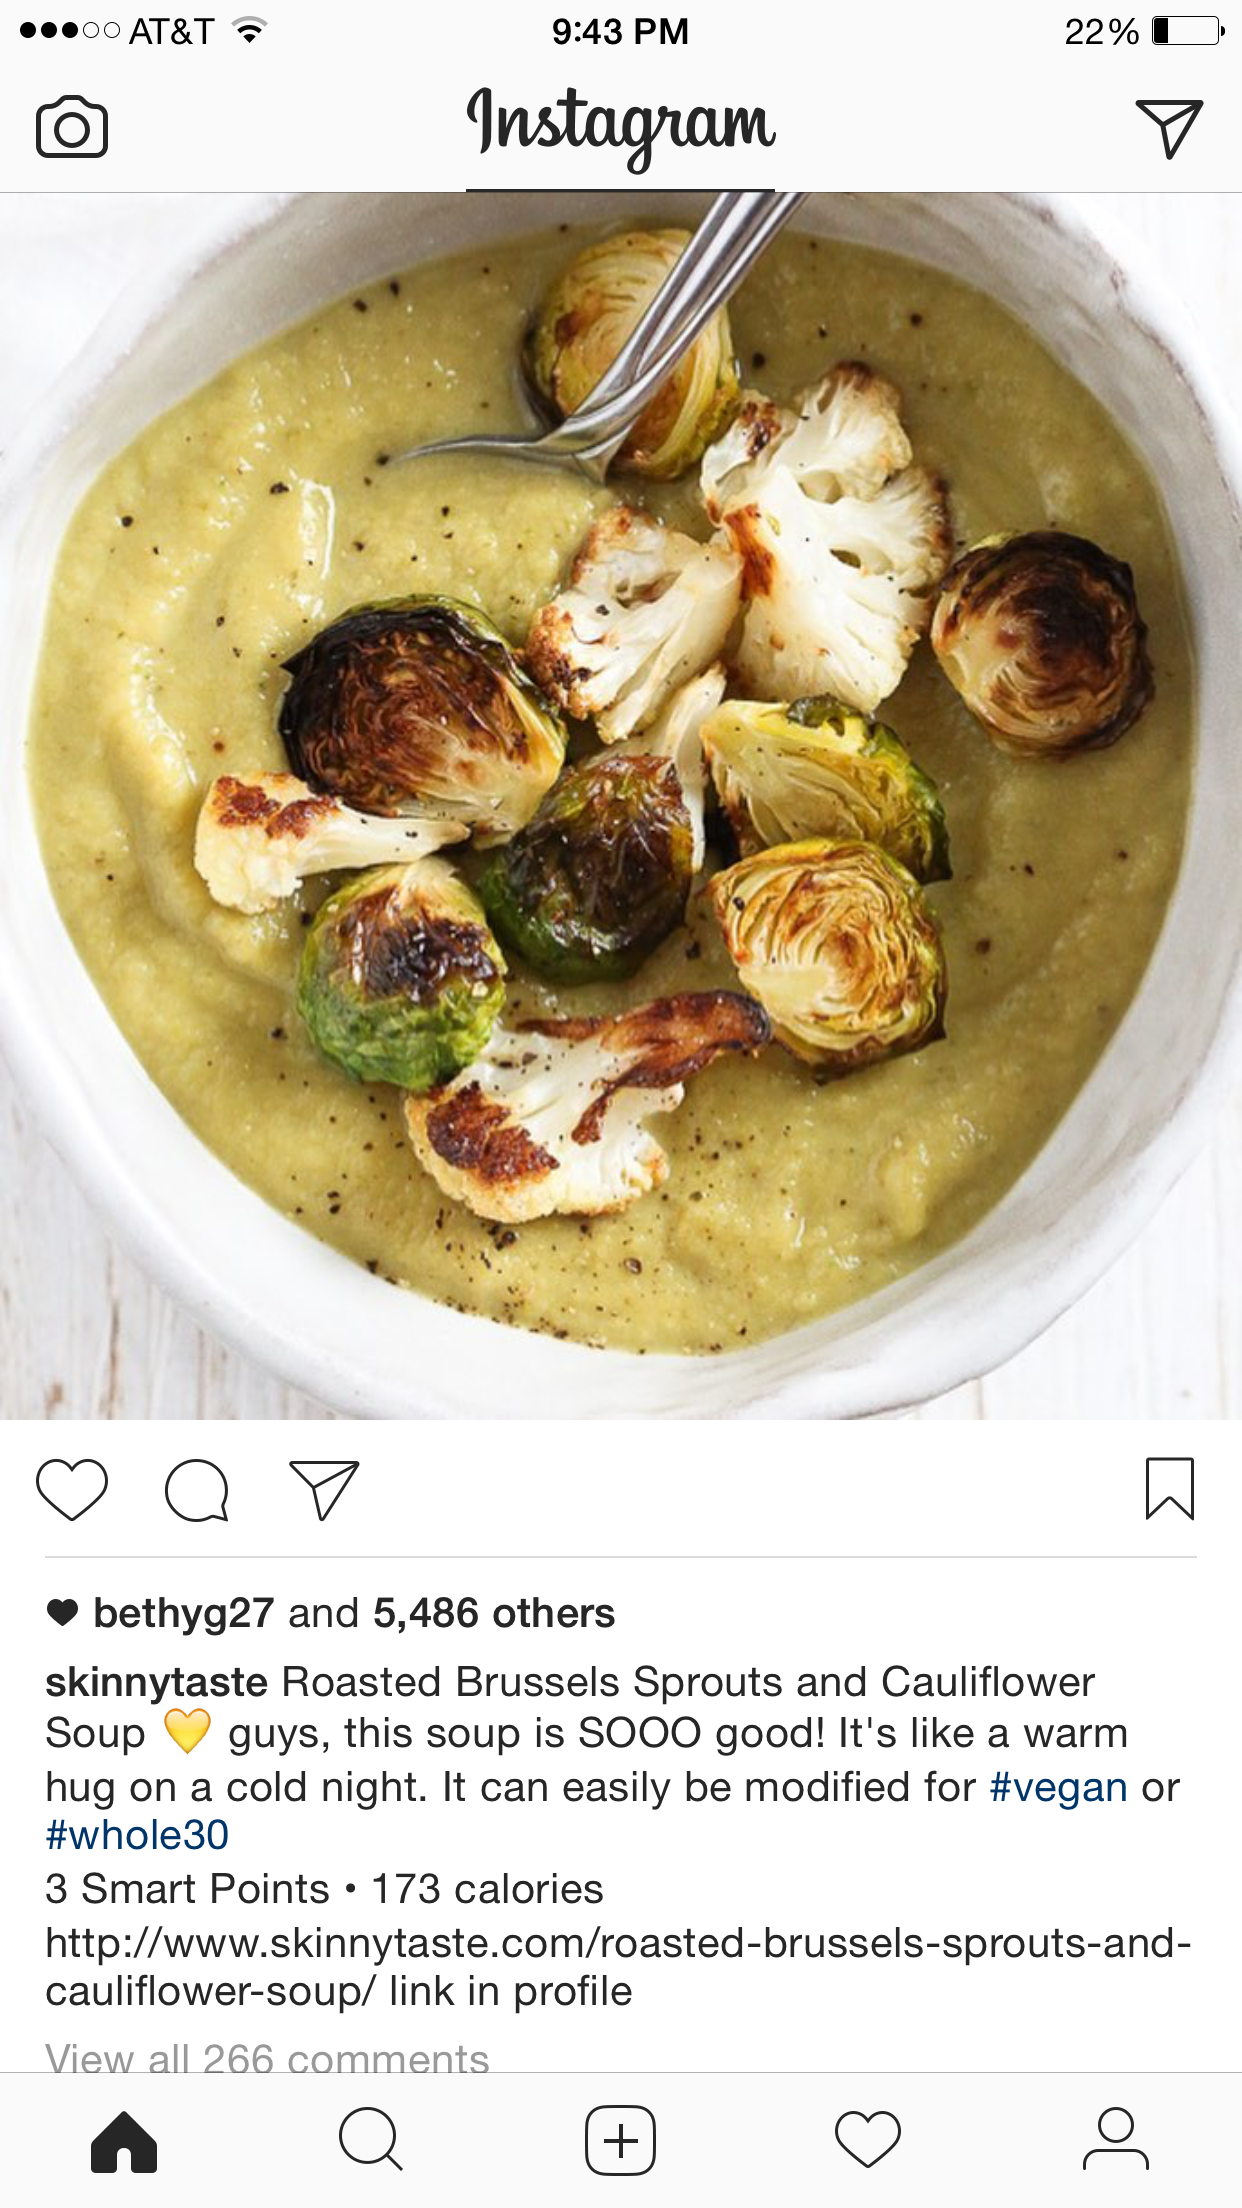 AT&T 9:43 PM 22%
Instagram
bethyg27 and 5,486 others
skinnytaste Roasted Brussels Sprouts and Cauliflower
Soup 💛 guys, this soup is SOOO good! It's like a warm
hug on a cold night. It can easily be modified for #vegan or
#whole30
3 Smart Points • 173 calories
http://www.skinnytaste.com/roasted-brussels-sprouts-and-
cauliflower-soup/ link in profile
View all 266 comments